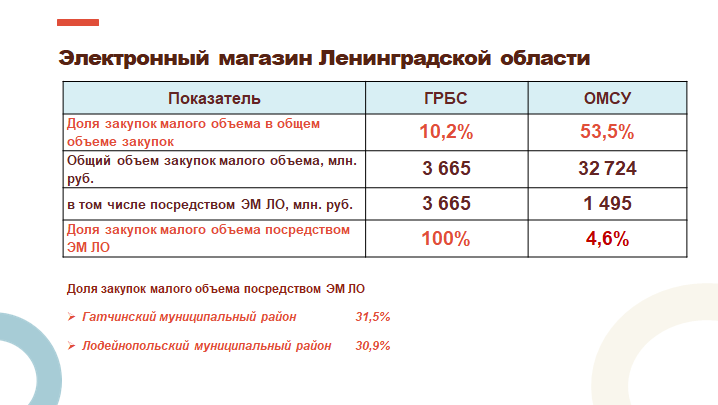 Электронный магазин Ленинградской области
Показатель ГРБС ОМСУ
Доля закупок малого объема в общем
объеме закупок 10,2% 53,5%
Общий объем закупок малого объема, млн.
руб. 3 665 32 724
в том числе посредством ЭМ ЛО, млн. руб. 3 665 1 495
Доля закупок малого объема посредством
ЭМ ЛО 100% 4,6%
Доля закупок малого объема посредством ЭМ ЛО
Гатчинский муниципальный район 31,5%
Лодейнопольский муниципальный район 30,9%